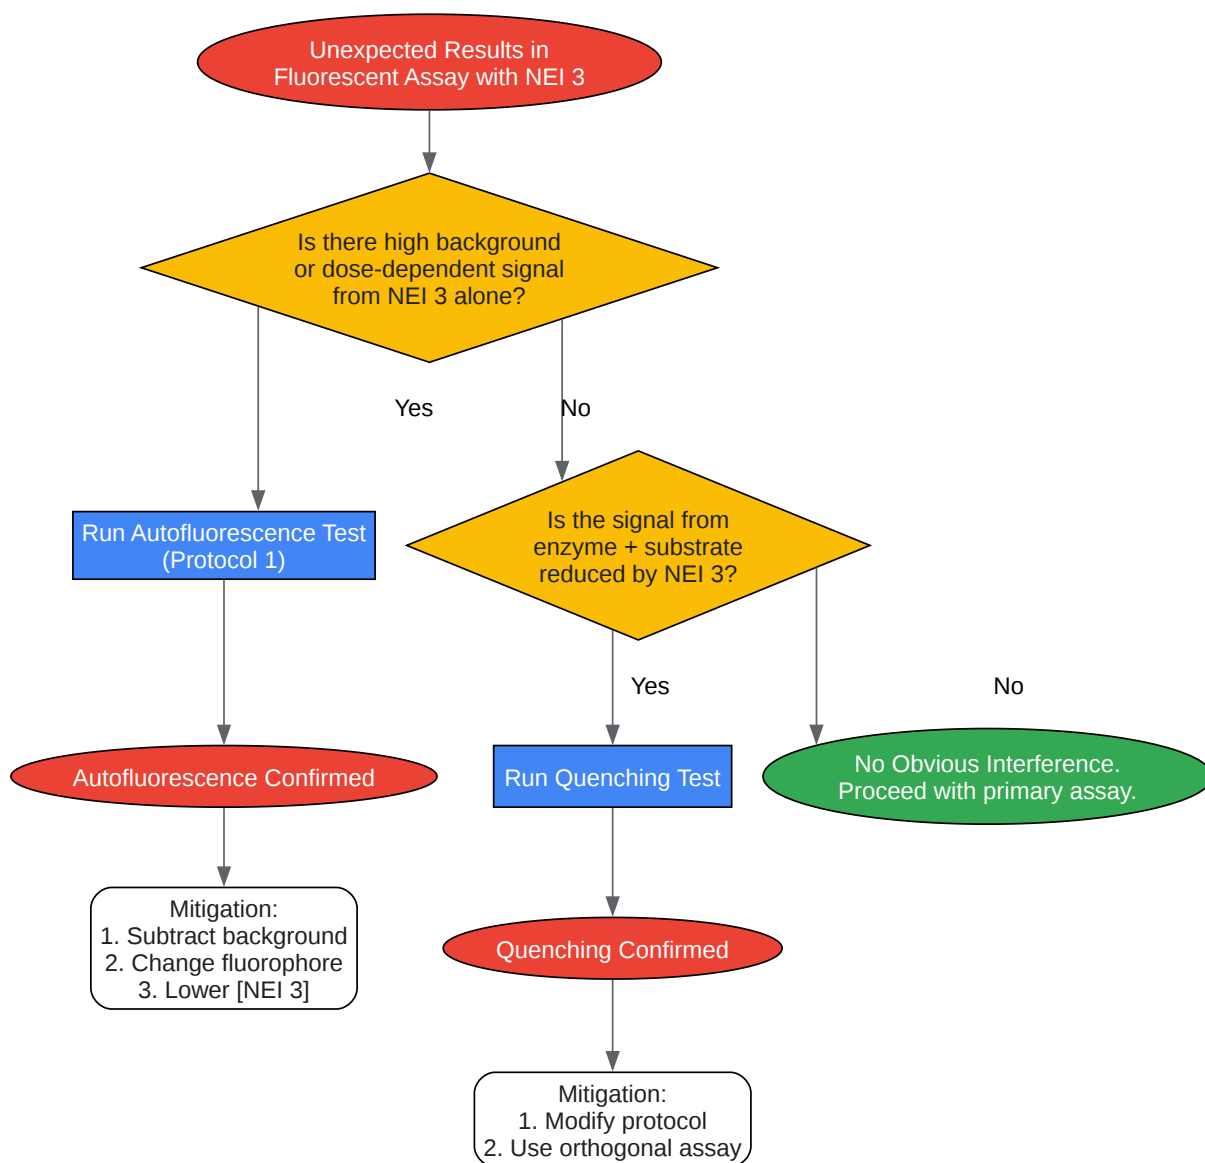 Unexpected Results in
Fluorescent Assay with NEI 3
Is there high background
or dose-dependent signal
from NEI 3 alone?
Yes
No
Run Autofluorescence Test
(Protocol 1)
Is the signal from
enzyme + substrate
reduced by NEI 3?
Yes
No
Autofluorescence Confirmed
Run Quenching Test
No Obvious Interference.
Proceed with primary assay.
Mitigation:
1. Subtract background
2. Change fluorophore
3. Lower [NEI 3]
Quenching Confirmed
Mitigation:
1. Modify protocol
2. Use orthogonal assay